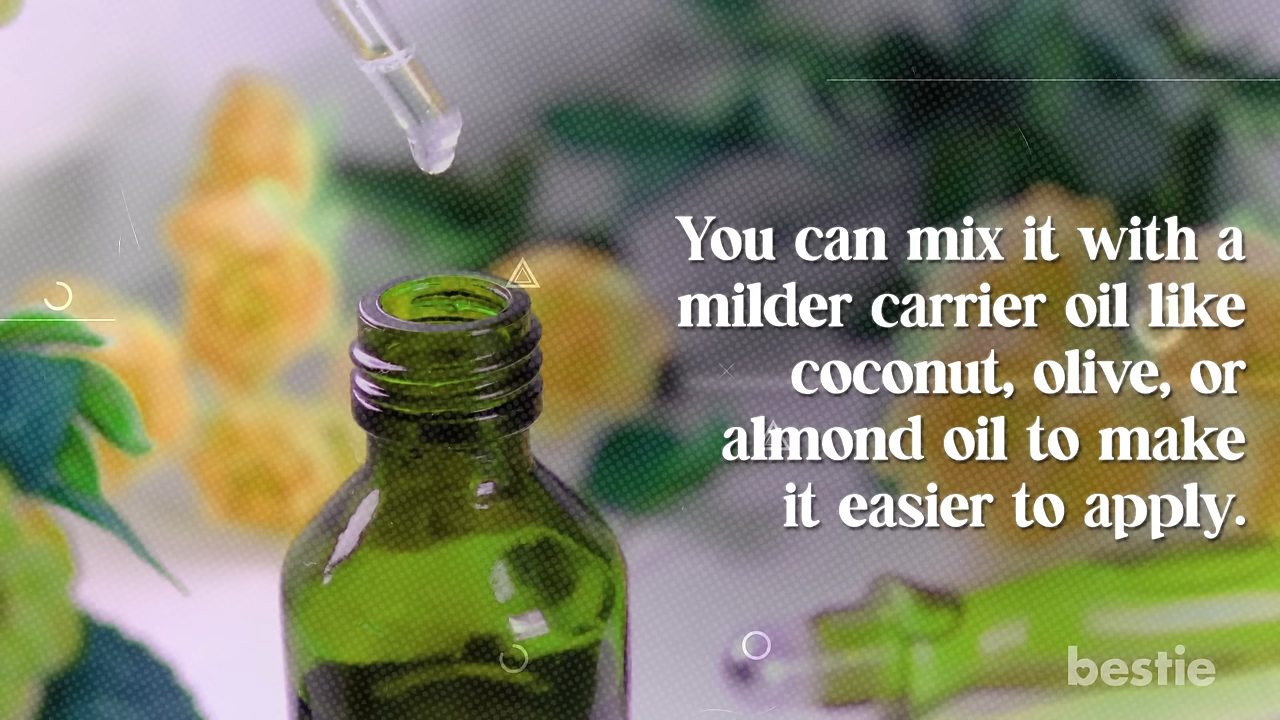 You can mix it with a
milder carrier oil like
coconut, olive, or
almond oil to make
it easier to apply.
bestie